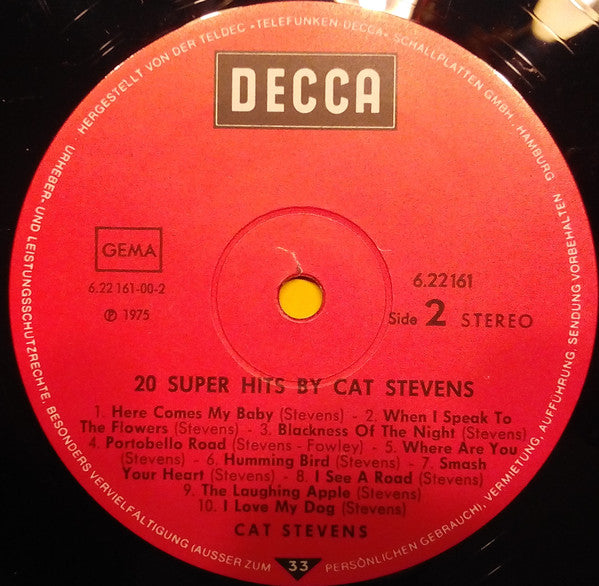 HERGESTELLT VON DER TELDEC »TELEFUNKEN-DECCA« SCHALLPLATTEN GMBH · HAMBURG
DECCA
GEMA
6.22 161-00-2
℗ 1975
6.22161
Side 2 STEREO
20 SUPER HITS BY CAT STEVENS
1. Here Comes My Baby (Stevens) - 2. When I Speak To
The Flowers (Stevens) - 3. Blackness Of The Night (Stevens)
4. Portobello Road (Stevens - Fowley) - 5. Where Are You
(Stevens) - 6. Humming Bird (Stevens) - 7. Smash
Your Heart (Stevens) - 8. I See A Road (Stevens)
9. The Laughing Apple (Stevens)
10. I Love My Dog (Stevens)
CAT STEVENS
URHEBER- UND LEISTUNGSSCHUTZRECHTE, BESONDERS VERVIELFÄLTIGUNG (AUSSER ZUM PERSÖNLICHEN GEBRAUCH), VERMIETUNG, AUFFÜHRUNG, SENDUNG VORBEHALTEN
33